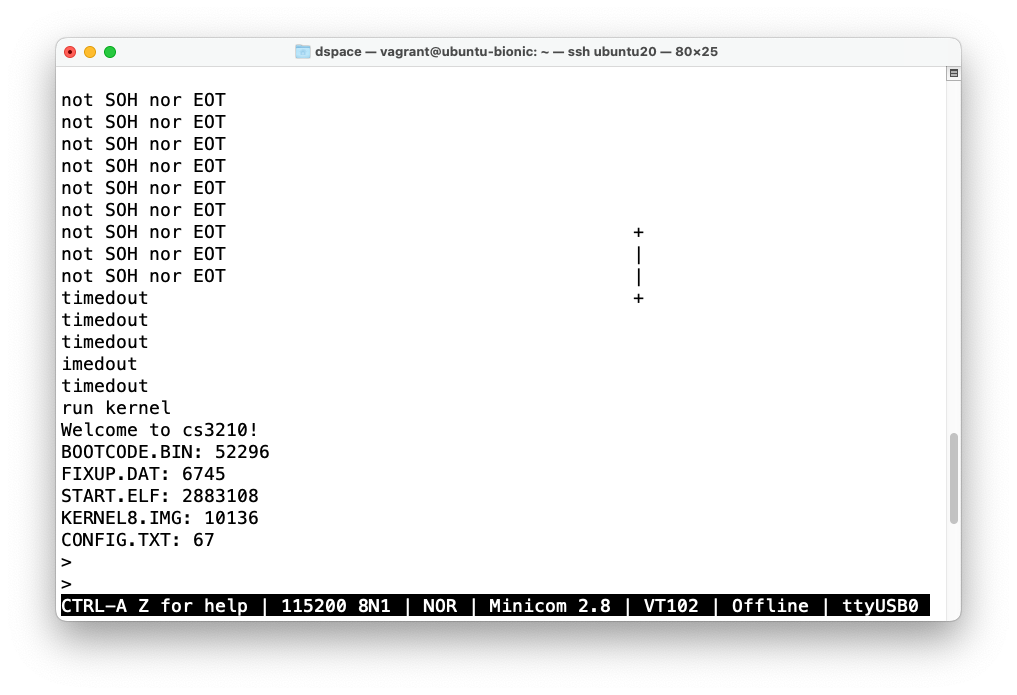 dspace — vagrant@ubuntu-bionic: ~ — ssh ubuntu20 — 80×25
not SOH nor EOT
not SOH nor EOT
not SOH nor EOT
not SOH nor EOT
not SOH nor EOT
not SOH nor EOT
not SOH nor EOT +
not SOH nor EOT |
not SOH nor EOT |
timedout +
timedout
timedout
imedout
timedout
run kernel
Welcome to cs3210!
BOOTCODE.BIN: 52296
FIXUP.DAT: 6745
START.ELF: 2883108
KERNEL8.IMG: 10136
CONFIG.TXT: 67
>
>
CTRL-A Z for help | 115200 8N1 | NOR | Minicom 2.8 | VT102 | Offline | ttyUSB0